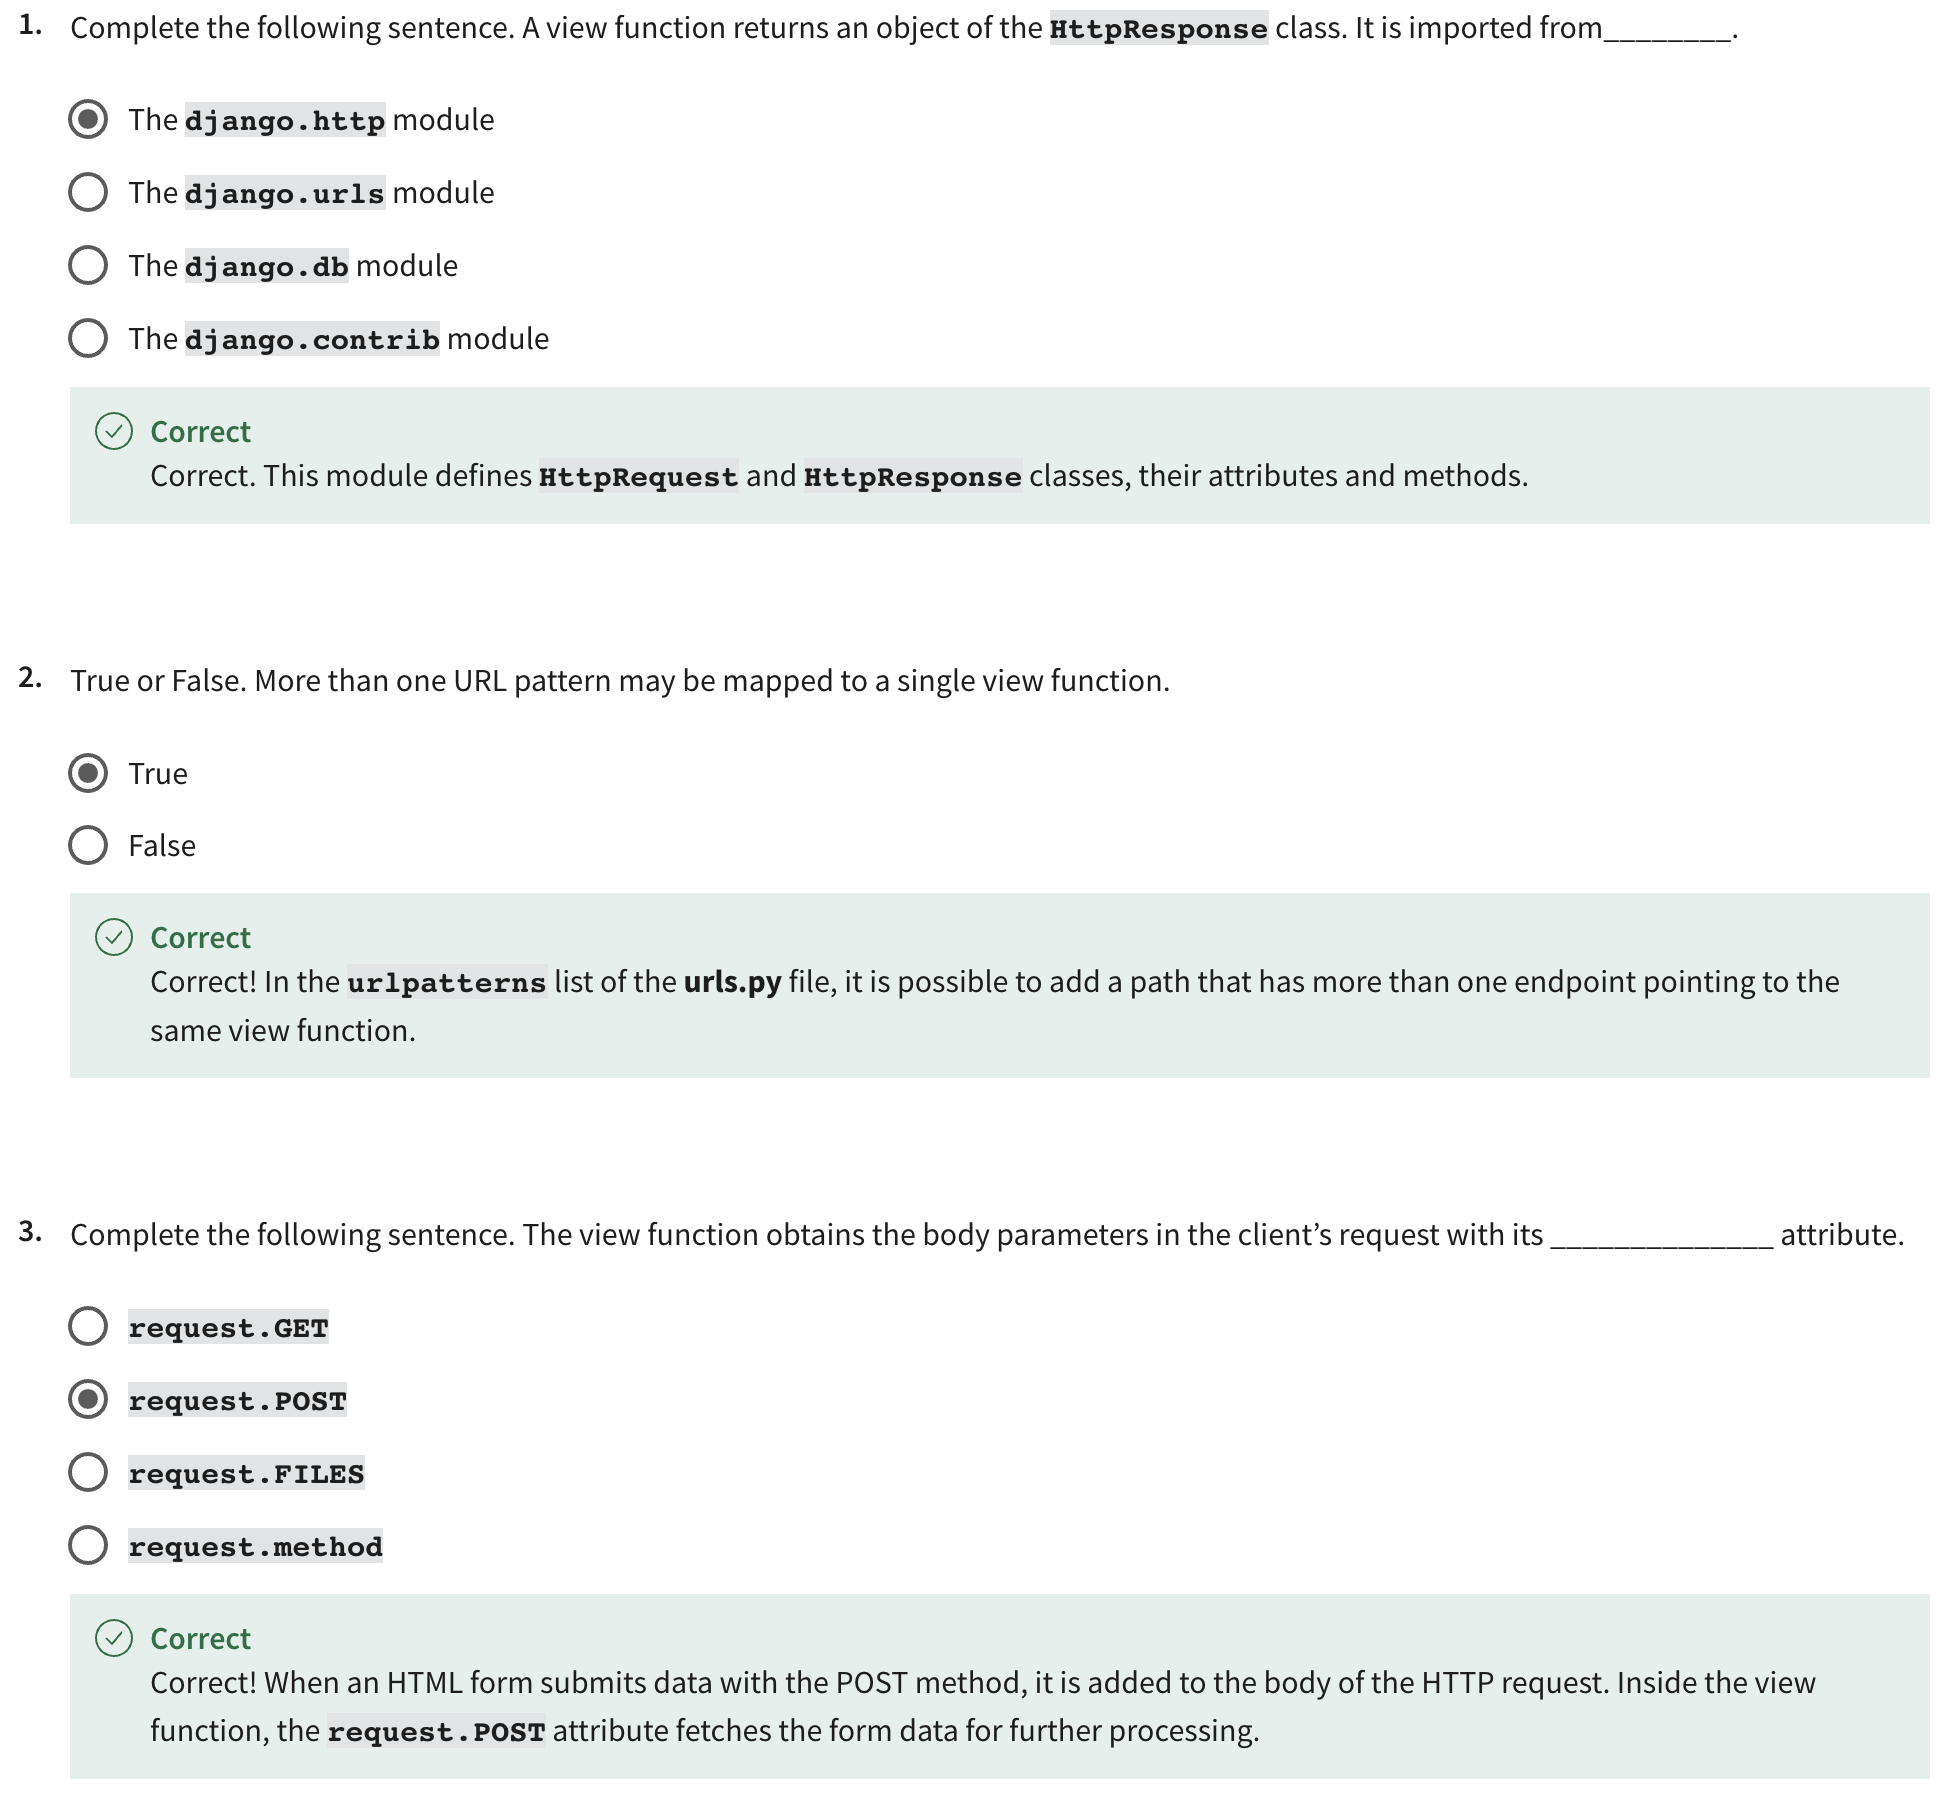 1. Complete the following sentence. A view function returns an object of the HttpResponse class. It is imported from________.
The django.http module
The django.urls module
The django.db module
The django.contrib module
Correct
Correct. This module defines HttpRequest and HttpResponse classes, their attributes and methods.
2. True or False. More than one URL pattern may be mapped to a single view function.
True
False
Correct
Correct! In the urlpatterns list of the urls.py file, it is possible to add a path that has more than one endpoint pointing to the
same view function.
3. Complete the following sentence. The view function obtains the body parameters in the client’s request with its ______________ attribute.
request.GET
request.POST
request.FILES
request.method
Correct
Correct! When an HTML form submits data with the POST method, it is added to the body of the HTTP request. Inside the view
function, the request.POST attribute fetches the form data for further processing.